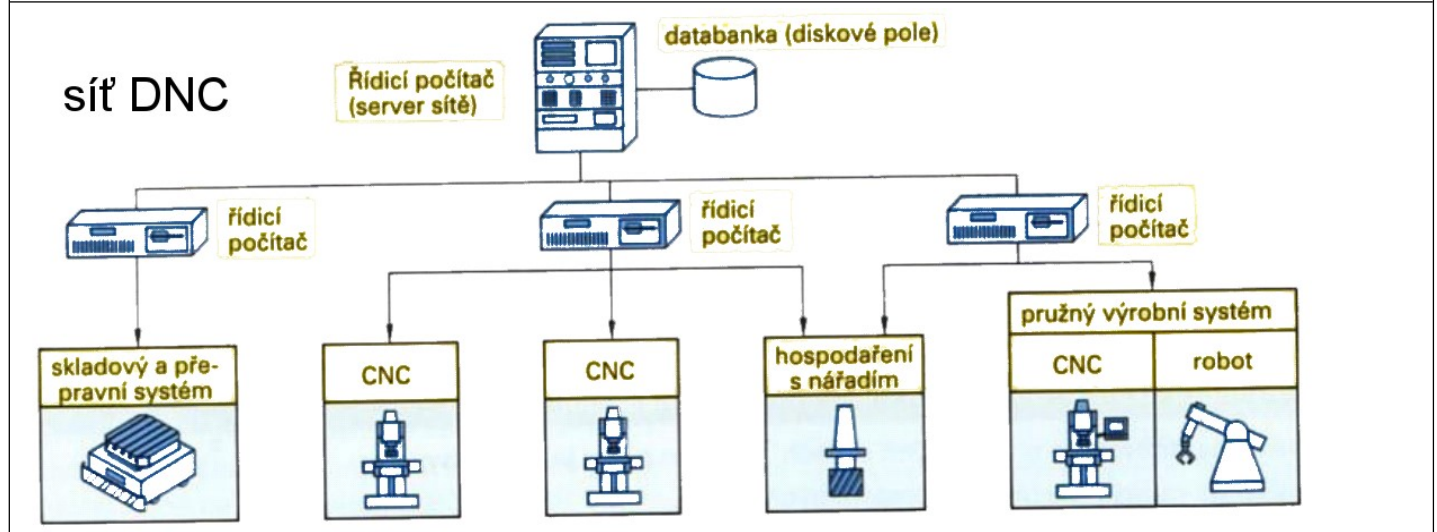 databanka (diskové pole)
síť DNC
Řídicí počítač
(server sítě)
řídicí
počítač
řídicí
počítač
řídicí
počítač
skladový a pře-
pravní systém
CNC
CNC
hospodaření
s nářadím
pružný výrobní systém
CNC
robot